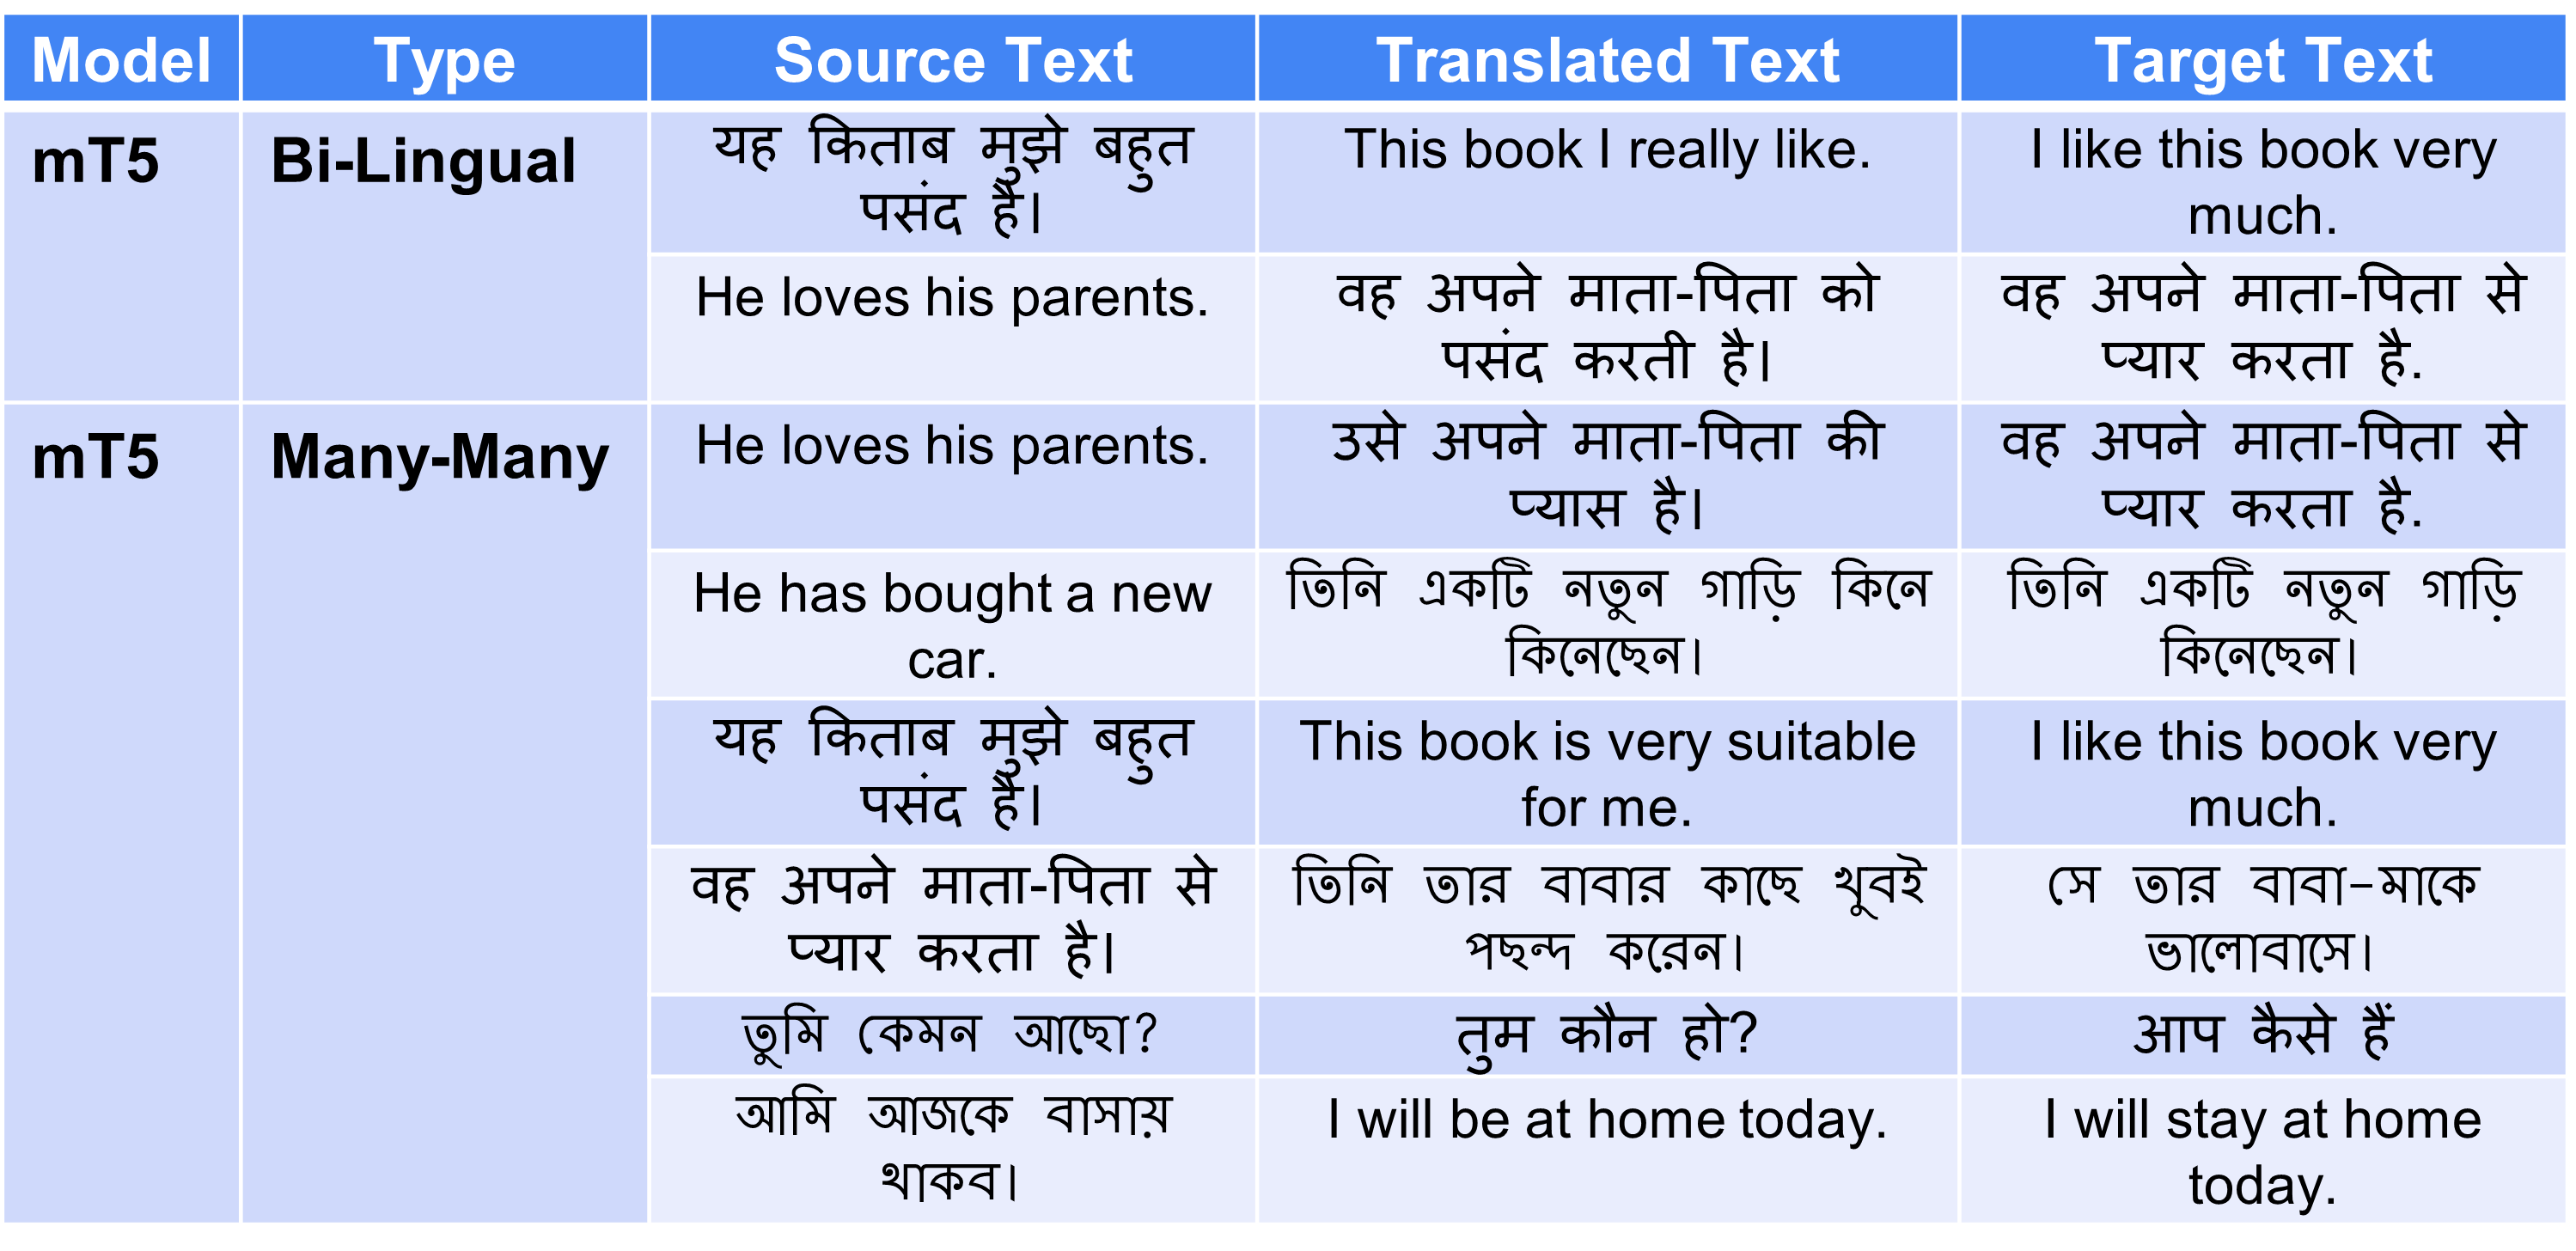 Model Type Source Text Translated Text Target Text
mT5 Bi-Lingual यह किताब मुझे बहुत This book I really like. I like this book very
पसंद है। much.
He loves his parents. वह अपने माता-पिता को वह अपने माता-पिता से
पसंद करती है। प्यार करता है.
mT5 Many-Many He loves his parents. उसे अपने माता-पिता की वह अपने माता-पिता से
प्यास है। प्यार करता है.
He has bought a new তিনি একটি নতুন গাড়ি কিনে তিনি একটি নতুন গাড়ি
car. কিনেছেন। কিনেছেন।
यह किताब मुझे बहुत This book is very suitable I like this book very
पसंद है। for me. much.
वह अपने माता-पिता से তিনি তার বাবার কাছে খুবই সে তার বাবা-মাকে
प्यार करता है। পছন্দ করেন। ভালোবাসে।
তুমি কেমন আছো? तुम कौन हो? आप कैसे हैं
আমি আজকে বাসায় I will be at home today. I will stay at home
থাকব। today.